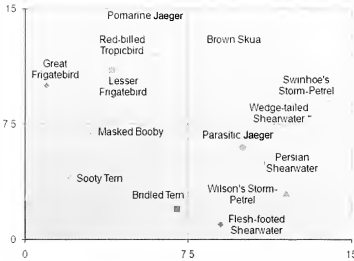 15
Pomarine Jaeger
Red-billed
Tropicbird
Brown Skua
Great
Frigatebird
Lesser
Frigatebird
Swinhoe's
Storm-Petrel
Wedge-tailed
Shearwater
7 5
Masked Booby
Parasitic Jaeger
Persian
Shearwater
Sooty Tern
Bridled Tern
Wilson's Storm-
Petrel
Flesh-footed
Shearwater
0
0
7 5
15